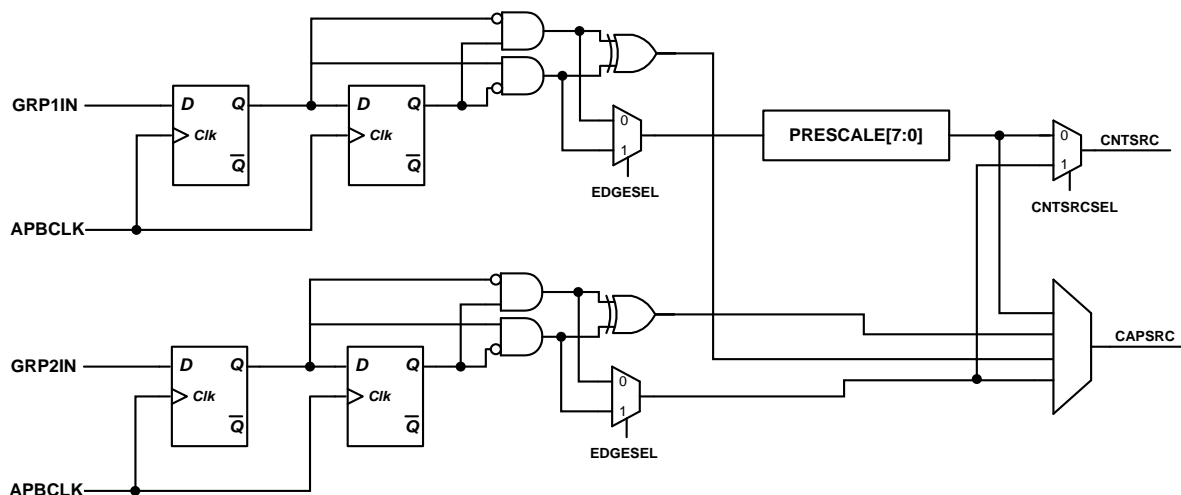 GRP1IN
D
Q
Clk
Q
D
Q
Clk
Q
APBCLK
0
1
EDGESEL
PRESCALE[7:0]
0
1
CNTSRC
CNTSRCSEL
GRP2IN
D
Q
Clk
Q
D
Q
Clk
Q
APBCLK
0
1
EDGESEL
CAPSRC